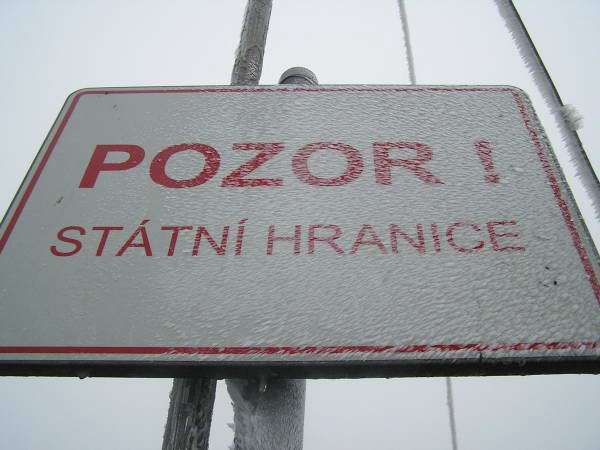 POZOR !
STÁTNÍ HRANICE